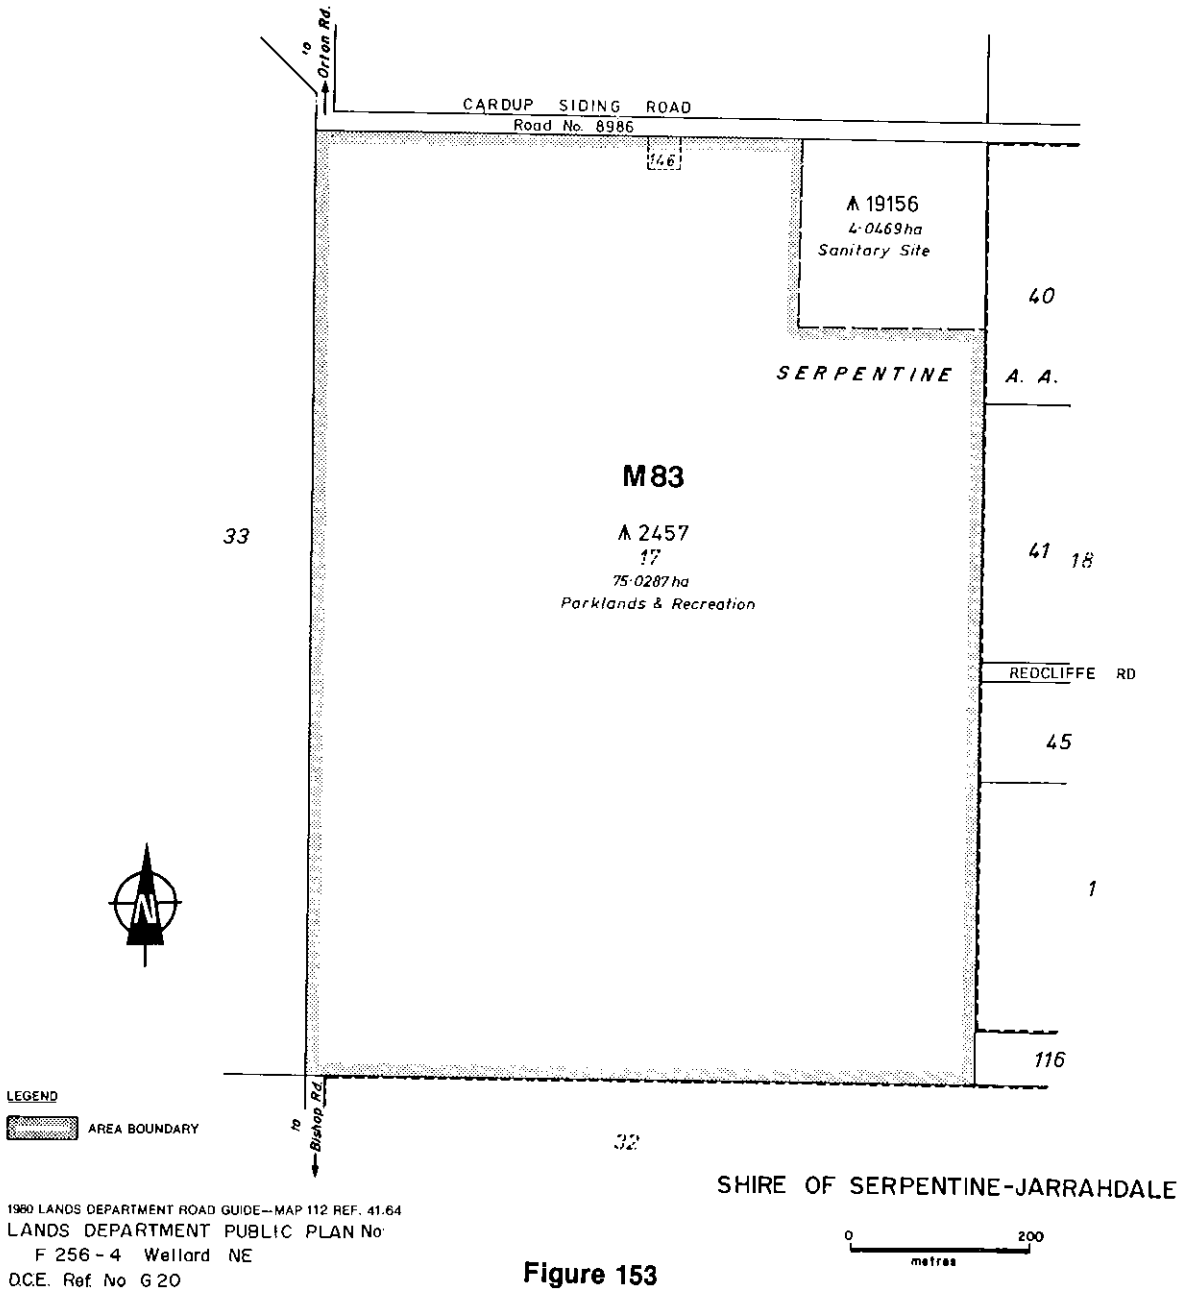 to
Orton Rd.
CARDUP SIDING ROAD
Road No. 8986
146
19156
4·0469ha
Sanitary Site
40
SERPENTINE A. A.
M83
2457
17
75·0287 ha
Parklands & Recreation
33
41
18
REDCLIFFE RD
45
N
1
116
LEGEND
AREA BOUNDARY
to
Bishop Rd.
32
SHIRE OF SERPENTINE-JARRAHDALE
1980 LANDS DEPARTMENT ROAD GUIDE—MAP 112 REF. 41.64
LANDS DEPARTMENT PUBLIC PLAN No·
F 256-4 Wellard NE
D.C.E. Ref. No G 20
0 200
metres
Figure 153